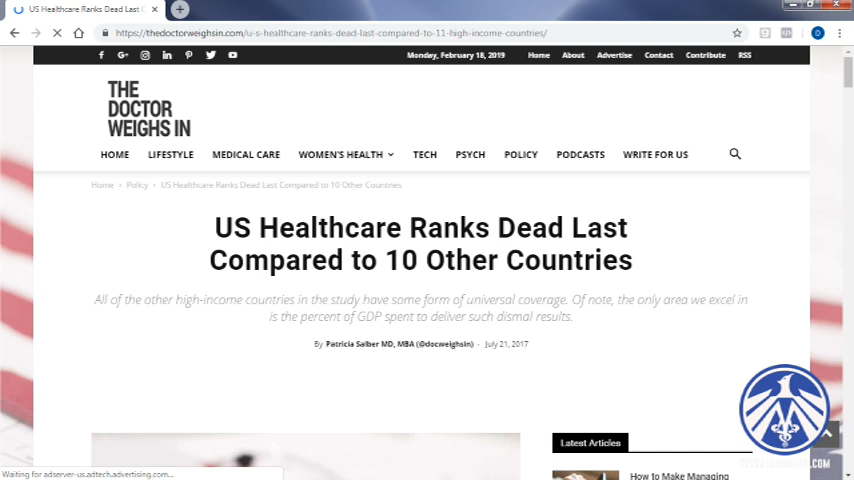 US Healthcare Ranks Dead Last C
https://thedoctorweighsin.com/u-s-healthcare-ranks-dead-last-compared-to-11-high-income-countries/
Monday, February 18, 2019 Home About Advertise Contact Contribute RSS
THE
DOCTOR
WEIGHS IN
HOME LIFESTYLE MEDICAL CARE WOMEN'S HEALTH TECH PSYCH POLICY PODCASTS WRITE FOR US
Home > Policy > US Healthcare Ranks Dead Last Compared to 10 Other Countries
US Healthcare Ranks Dead Last
Compared to 10 Other Countries
All of the other high-income countries in the study have some form of universal coverage. Of note, the only area we excel in
is the percent of GDP spent to deliver such dismal results.
By Patricia Salber MD, MBA (@docweighsin) - July 21, 2017
Latest Articles
How to Make Managing
Waiting for adserver-us.adtech.advertising.com...